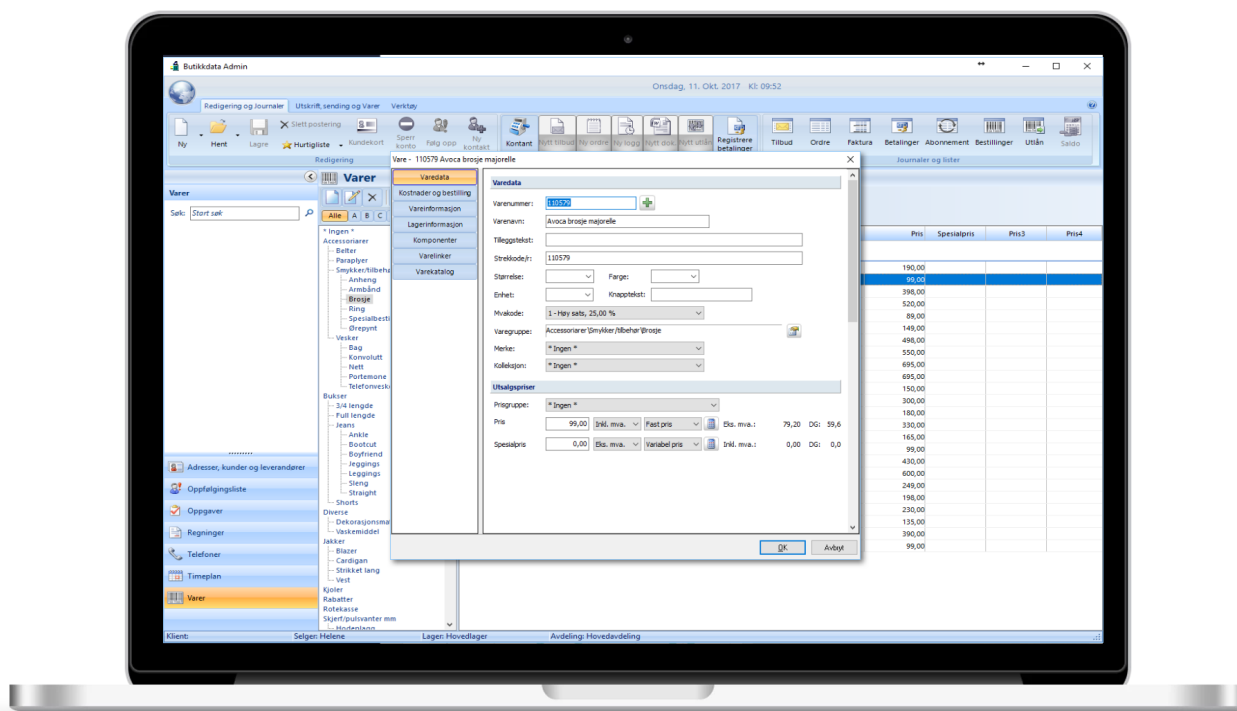 Butikkdata Admin
Onsdag, 11. Okt. 2017 Kl: 09:52
Redigering og Journaler Utskrift, sending og Varer Verktøy
Ny Hent Lagre
Slett postering
Hurtigliste
Kundekort
Sperr konto
Følg opp
Ny kontakt
Kontant
Nytt tilbud Ny ordre Ny logg Nytt dok. Nytt utlån
Registrere betalinger
Tilbud Ordre Faktura Betalinger Abonnement Bestillinger Utlån Saldo
Redigering
Journaler og lister
Varer
Søk: Start søk
Varer
Alle A B C
* Ingen *
Accessoriarer
Belter
Paraplyer
Smykker/tilbehø
Anheng
Armbånd
Brosje
Ring
Spesialbesti
Ørepynt
Vesker
Bag
Konvolutt
Nett
Portemone
Telefonveske
Bukser
3/4 lengde
Full lengde
Jeans
Ankle
Bootcut
Boyfriend
Jeggings
Leggings
Sleng
Straight
Shorts
Diverse
Dekorasjonsma
Vaskemiddel
Jakker
Blazer
Cardigan
Strikket lang
Vest
Kjoler
Rabatter
Rotekasse
Skjerf/pulsvanter mm
Hodeplagg
Adresser, kunder og leverandører
Oppfølgingsliste
Oppgaver
Regninger
Telefoner
Timeplan
Varer
Vare - 110579 Avoca brosje majorelle
Varedata
Kostnader og bestilling
Vareinformasjon
Lagerinformasjon
Komponenter
Varelinker
Varekatalog
Varedata
Varenummer: 110579
Varenavn: Avoca brosje majorelle
Tilleggstekst:
Strekkode/r: 110579
Størrelse: Farge:
Enhet: Knapptekst:
Mvakode: 1 - Høy sats, 25,00 %
Varegruppe: Accessoriarer\Smykker/tilbehør\Brosje
Merke: * Ingen *
Kolleksjon: * Ingen *
Utsalgspriser
Prisgruppe: * Ingen *
Pris 99,00 Inkl. mva. Fast pris Eks. mva.: 79,20 DG: 59,6
Spesialpris 0,00 Eks. mva. Variabel pris Inkl. mva.: 0,00 DG: 0,0
OK Avbryt
Pris Spesialpris Pris3 Pris4
190,00
99,00
398,00
520,00
89,00
149,00
498,00
550,00
695,00
695,00
150,00
300,00
180,00
330,00
165,00
99,00
430,00
600,00
249,00
198,00
230,00
135,00
390,00
99,00
Klient: Selger: Helene Lager: Hovedlager Avdeling: Hovedavdeling